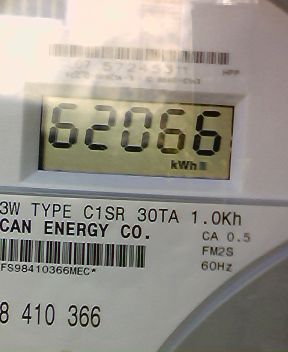 62066
kWh
3W TYPE C1SR 30TA 1.0Kh
CAN ENERGY CO.
CA 0.5
FM2S
60Hz
FS98410366MEC*
8 410 366